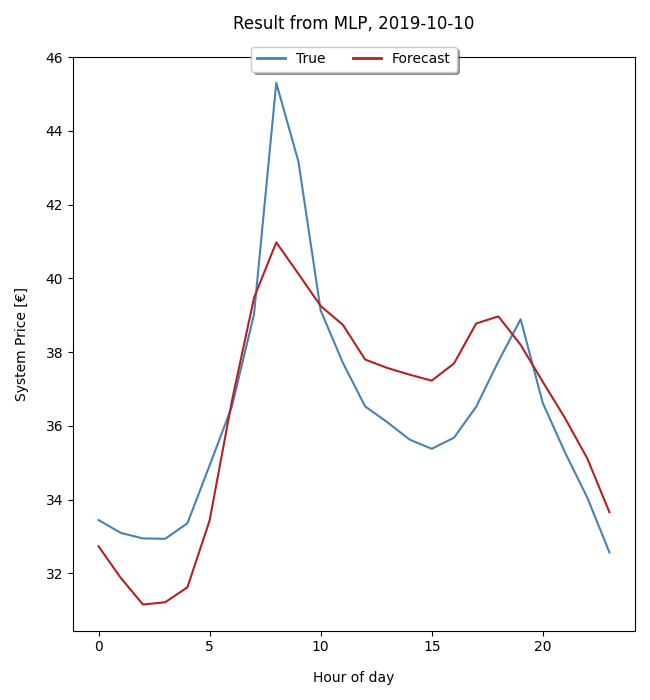 Result from MLP, 2019-10-10
True
Forecast
46
44
42
40
38
36
34
32
System Price [€]
0
5
10
15
20
Hour of day